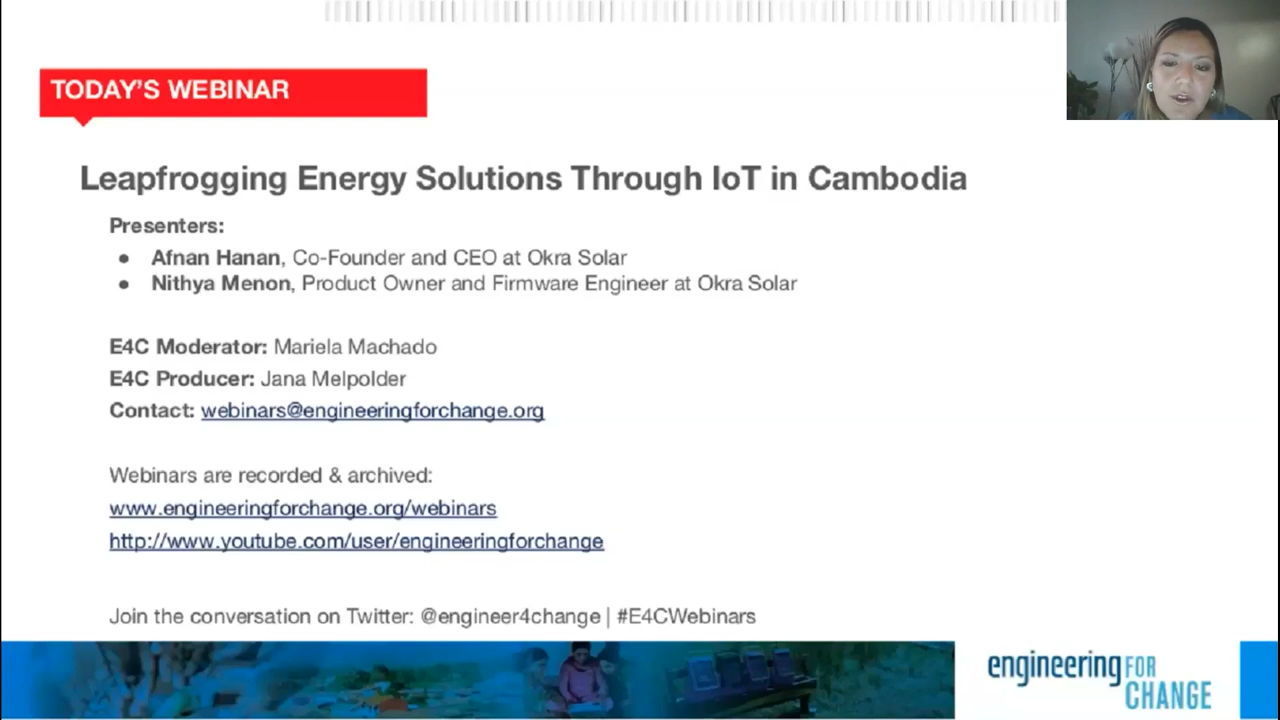 TODAY'S WEBINAR
Leapfrogging Energy Solutions Through IoT in Cambodia
Presenters:
● Afnan Hanan, Co-Founder and CEO at Okra Solar
● Nithya Menon, Product Owner and Firmware Engineer at Okra Solar
E4C Moderator: Mariela Machado
E4C Producer: Jana Melpolder
Contact: webinars@engineeringforchange.org
Webinars are recorded & archived:
www.engineeringforchange.org/webinars
http://www.youtube.com/user/engineeringforchange
Join the conversation on Twitter: @engineer4change | #E4CWebinars
engineering FOR
CHANGE